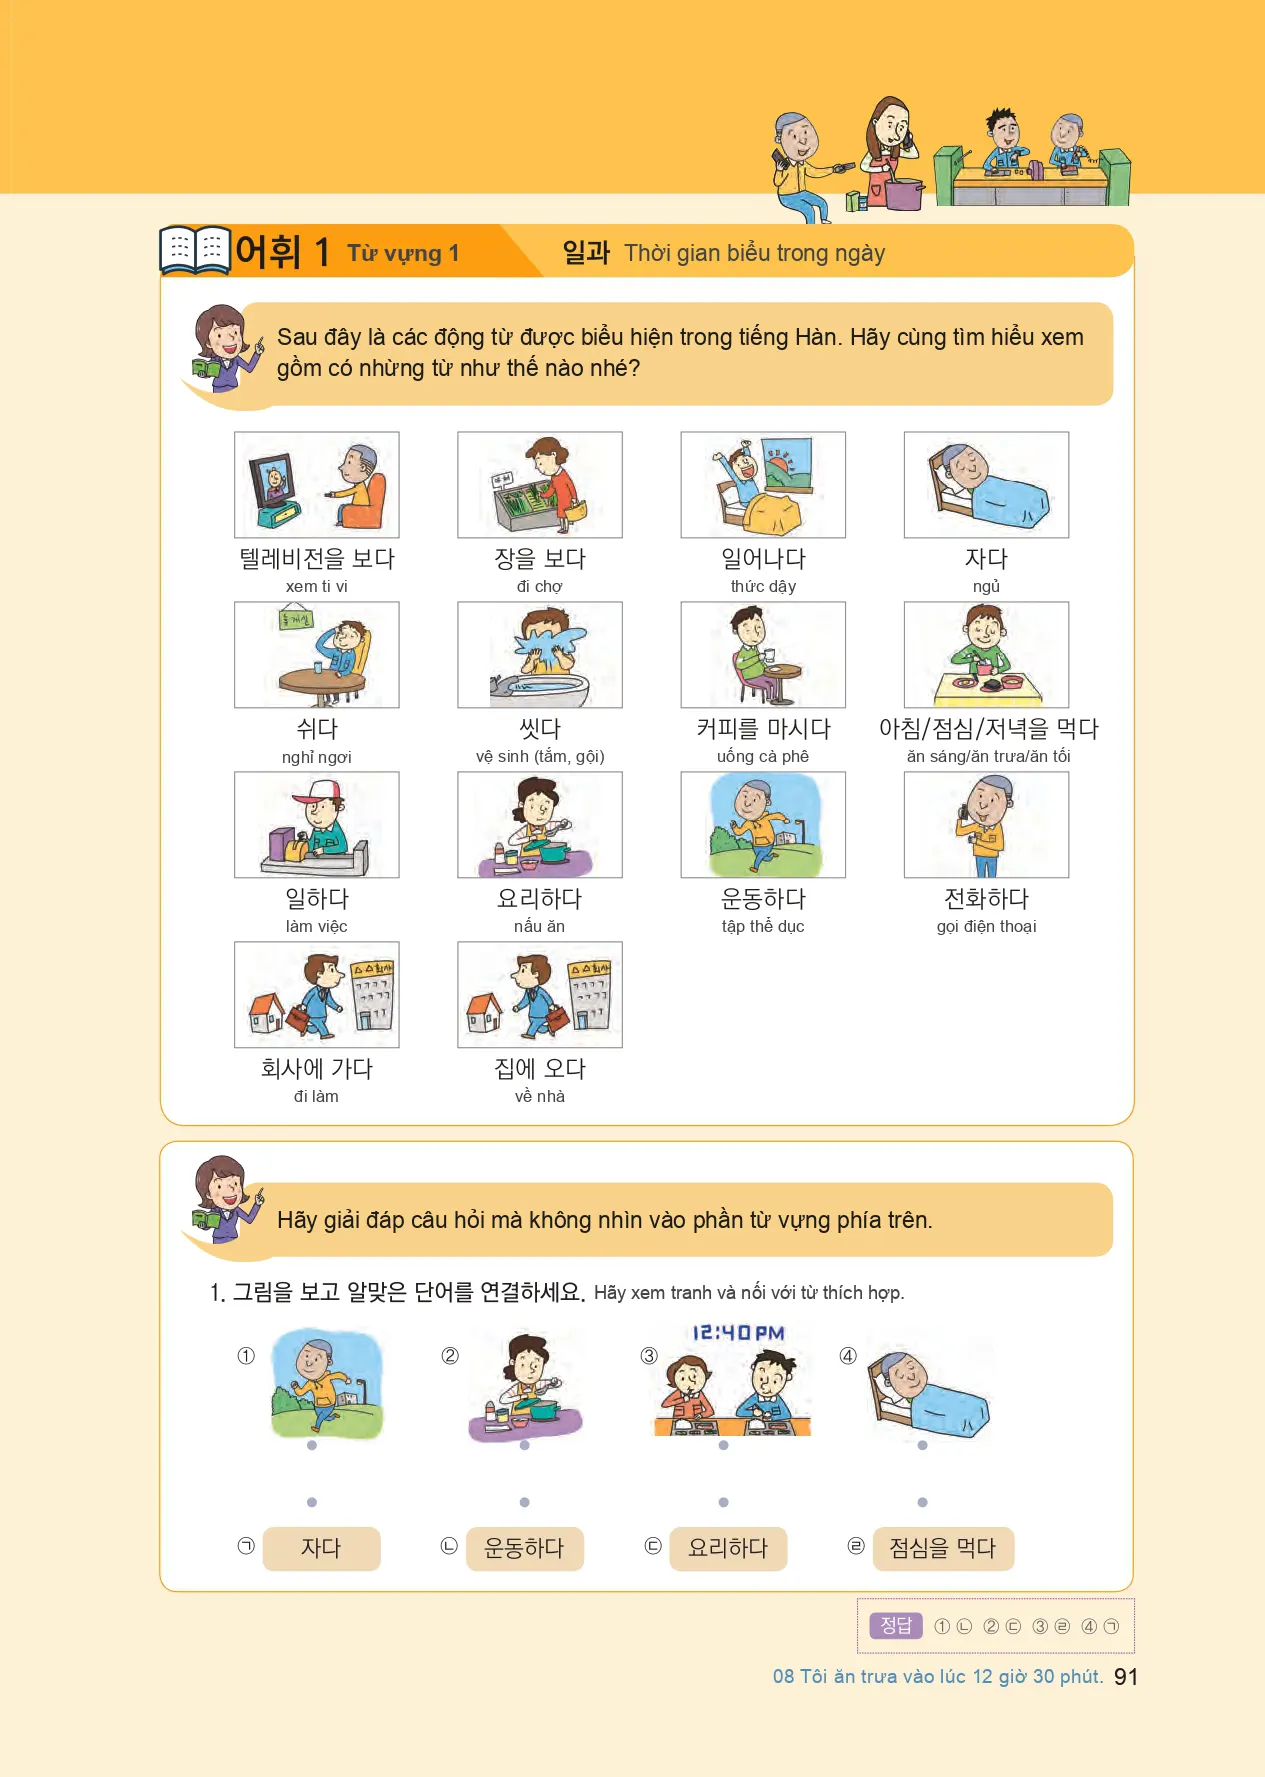 어휘 1 Từ vựng 1 일과 Thời gian biểu trong ngày
Sau đây là các động từ được biểu hiện trong tiếng Hàn. Hãy cùng tìm hiểu xem
gồm có những từ như thế nào nhé?
텔레비전을 보다 장을 보다 일어나다 자다
xem ti vi đi chợ thức dậy ngủ
쉬다 씻다 커피를 마시다 아침/점심/저녁을 먹다
nghỉ ngơi vệ sinh (tắm, gội) uống cà phê ăn sáng/ăn trưa/ăn tối
일하다 요리하다 운동하다 전화하다
làm việc nấu ăn tập thể dục gọi điện thoại
회사
회사
회사에 가다 집에 오다
đi làm về nhà
Hãy giải đáp câu hỏi mà không nhìn vào phần từ vựng phía trên.
1. 그림을 보고 알맞은 단어를 연결하세요. Hãy xem tranh và nối với từ thích hợp.
12:40 PM
① ② ③ ④
㉠ 자다 ㉡ 운동하다 ㉢ 요리하다 ㉣ 점심을 먹다
정답 ① ㉡ ② ㉢ ③ ㉣ ④ ㉠
08 Tôi ăn trưa vào lúc 12 giờ 30 phút. 91